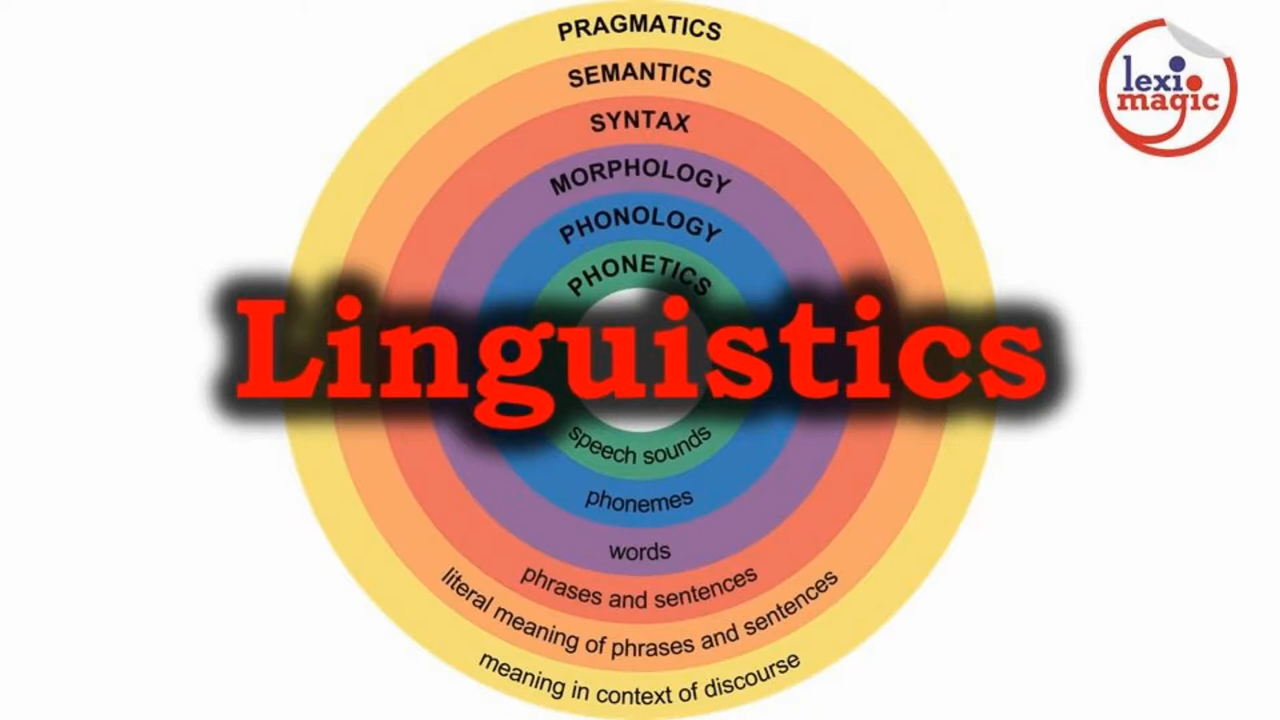 PRAGMATICS
SEMANTICS
SYNTAX
MORPHOLOGY
PHONOLOGY
PHONETICS
Linguistics
speech sounds
phonemes
words
phrases and sentences
literal meaning of phrases and sentences
meaning in context of discourse
lexi
magic